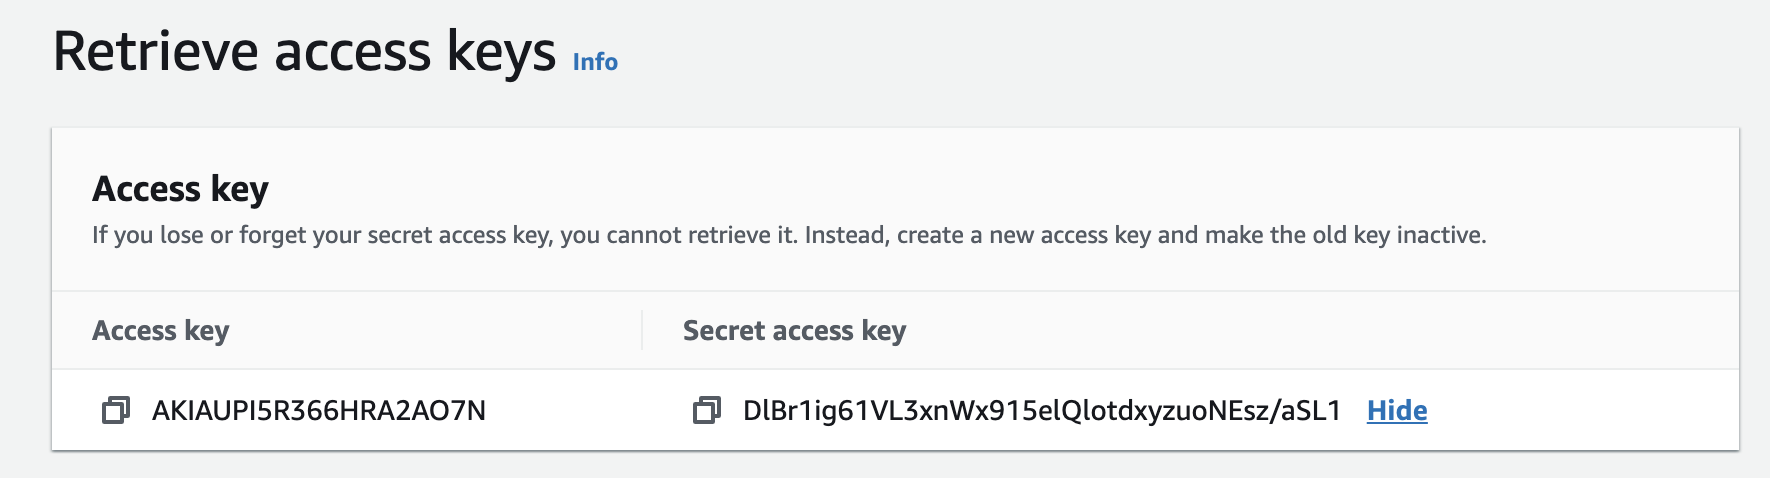 Retrieve access keys Info
Access key
If you lose or forget your secret access key, you cannot retrieve it. Instead, create a new access key and make the old key inactive.
Access key Secret access key
AKIAUPI5R366HRA2AO7N DlBr1ig61VL3xnWx915elQlotdxyzuoNEsz/aSL1 Hide